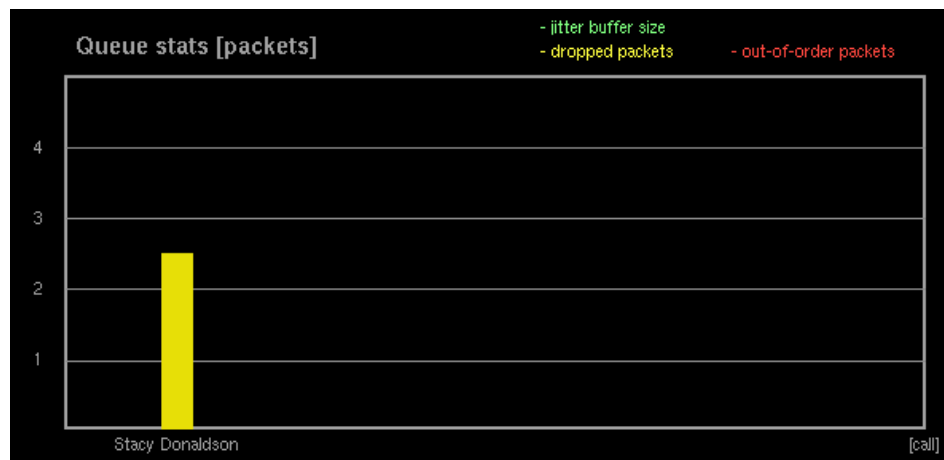 - jitter buffer size
Queue stats [packets]
- dropped packets - out-of-order packets
4
3
2
1
Stacy Donaldson [call]